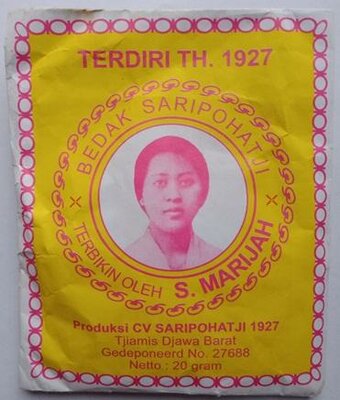 TERDIRI TH. 1927
BEDAK SARIPOHATJI
TERBIKIN OLEH S. MARIJAH
Produksi CV SARIPOHATJI 1927
Tjiamis Djawa Barat
Gedeponeerd No. 27688
Netto : 20 gram